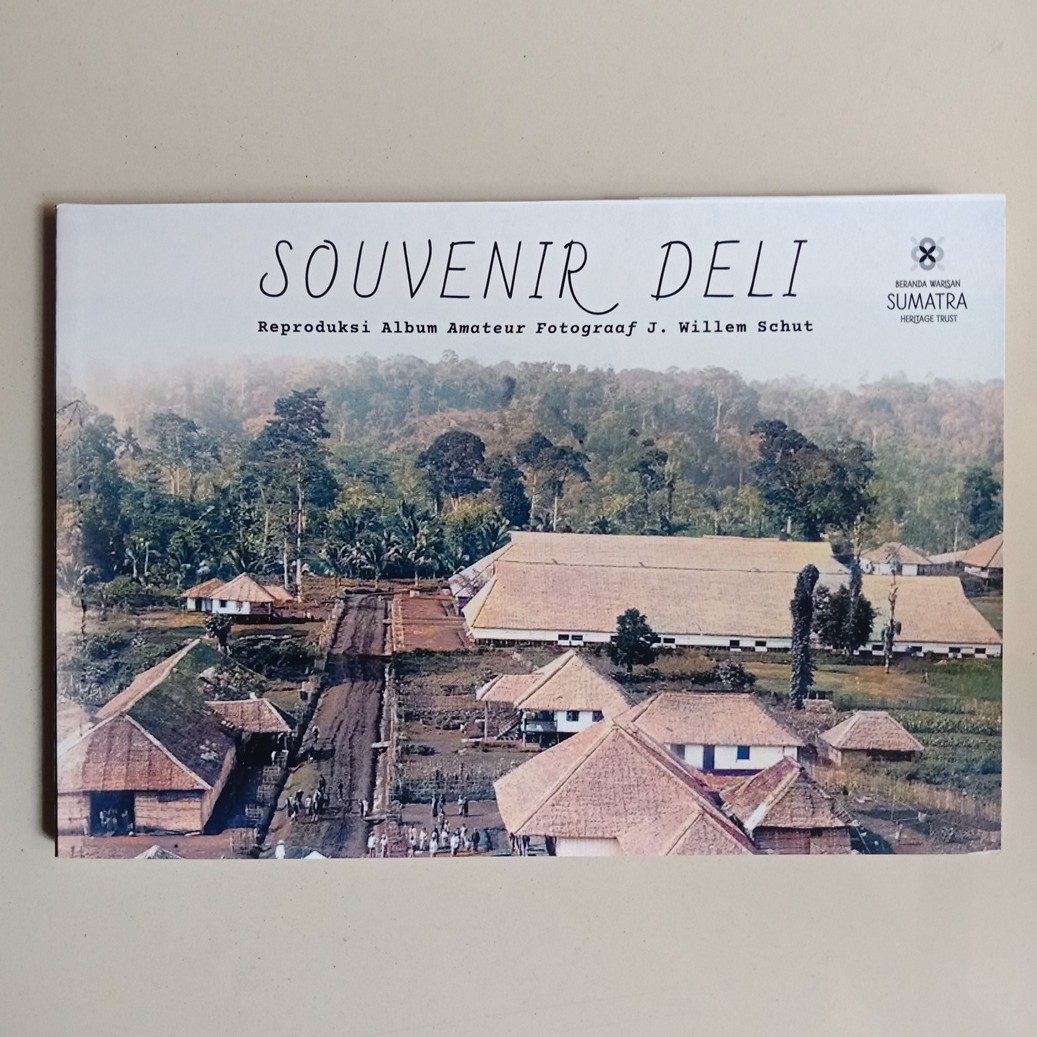 SOUVENIR DELI
Reproduksi Album Amateur Fotograaf J. Willem Schut
BERANDA WARISAN
SUMATRA
HERITAGE TRUST